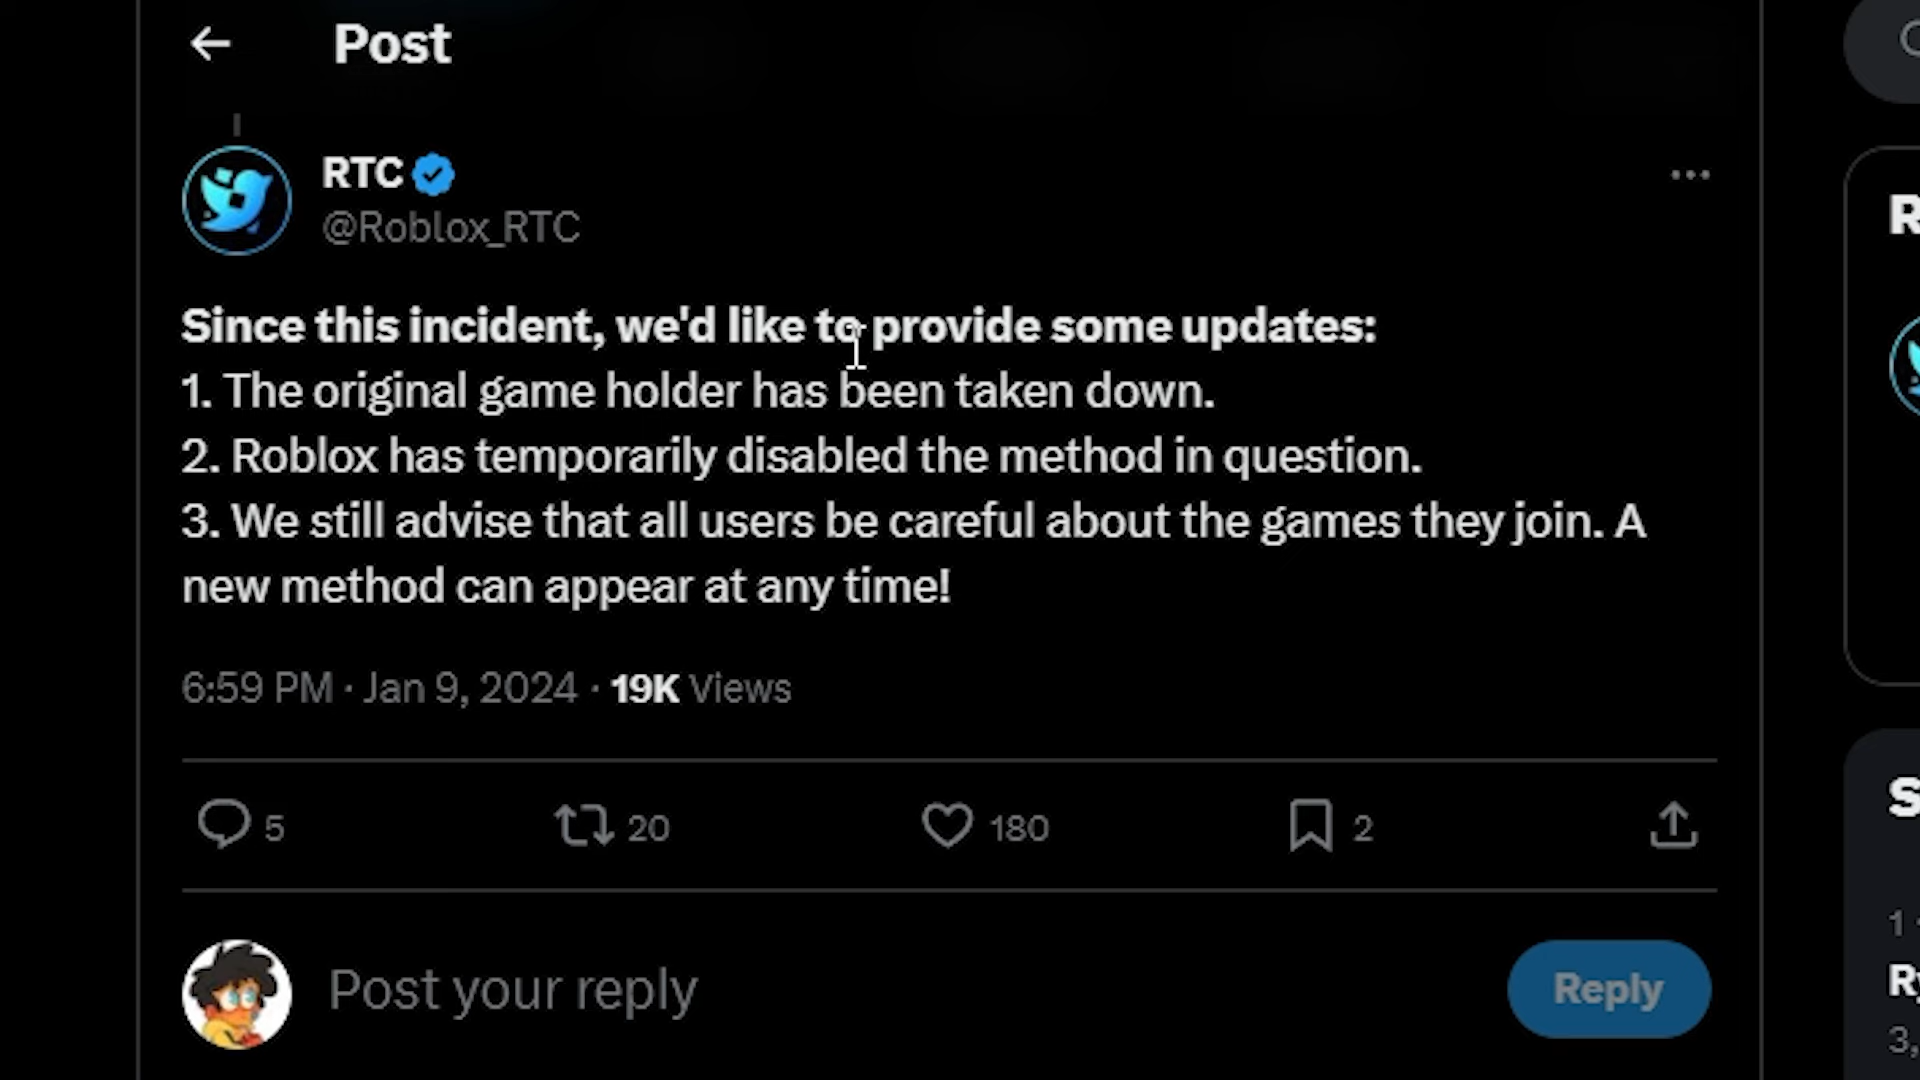 Post
RTC
@Roblox_RTC
Since this incident, we'd like to provide some updates:
1. The original game holder has been taken down.
2. Roblox has temporarily disabled the method in question.
3. We still advise that all users be careful about the games they join. A
new method can appear at any time!
6:59 PM · Jan 9, 2024 · 19K Views
5 20 180 2
Post your reply
Reply